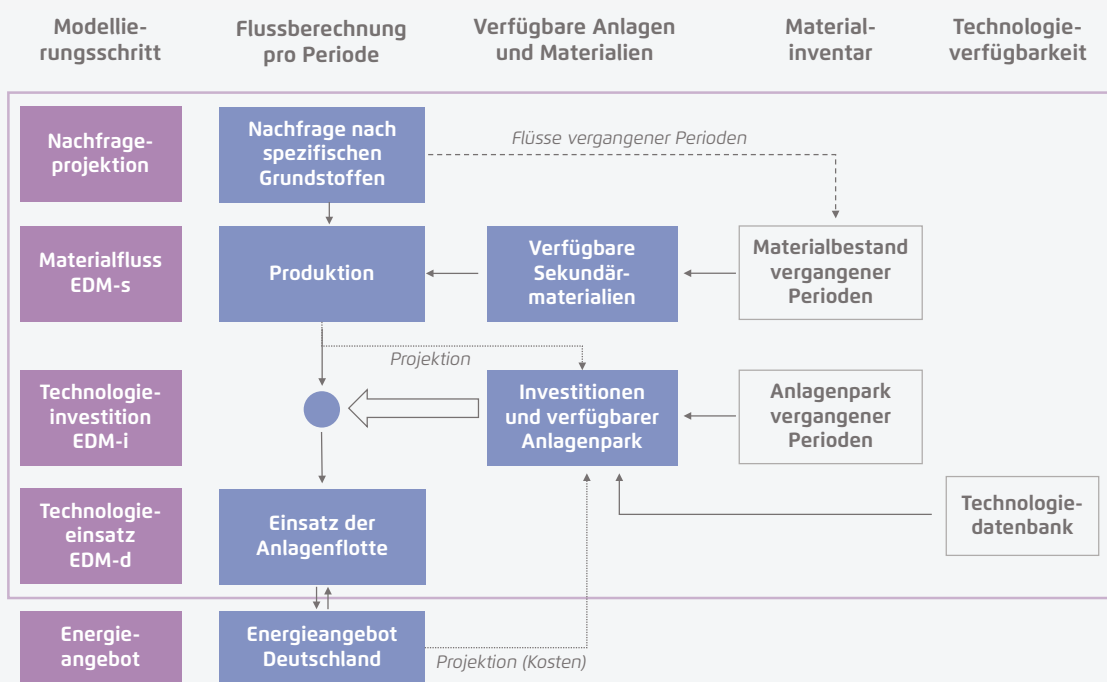 Modellie-
rungsschritt
Flussberechnung
pro Periode
Verfügbare Anlagen
und Materialien
Material-
inventar
Technologie-
verfügbarkeit
Nachfrage-
projektion
Nachfrage nach
spezifischen
Grundstoffen
Flüsse vergangener Perioden
Materialfluss
EDM-s
Produktion
Verfügbare
Sekundär-
materialien
Materialbestand
vergangener
Perioden
Projektion
Technologie-
investition
EDM-i
Investitionen
und verfügbarer
Anlagenpark
Anlagenpark
vergangener
Perioden
Technologie-
einsatz
EDM-d
Einsatz der
Anlagenflotte
Technologie-
datenbank
Energie-
angebot
Energieangebot
Deutschland
Projektion (Kosten)